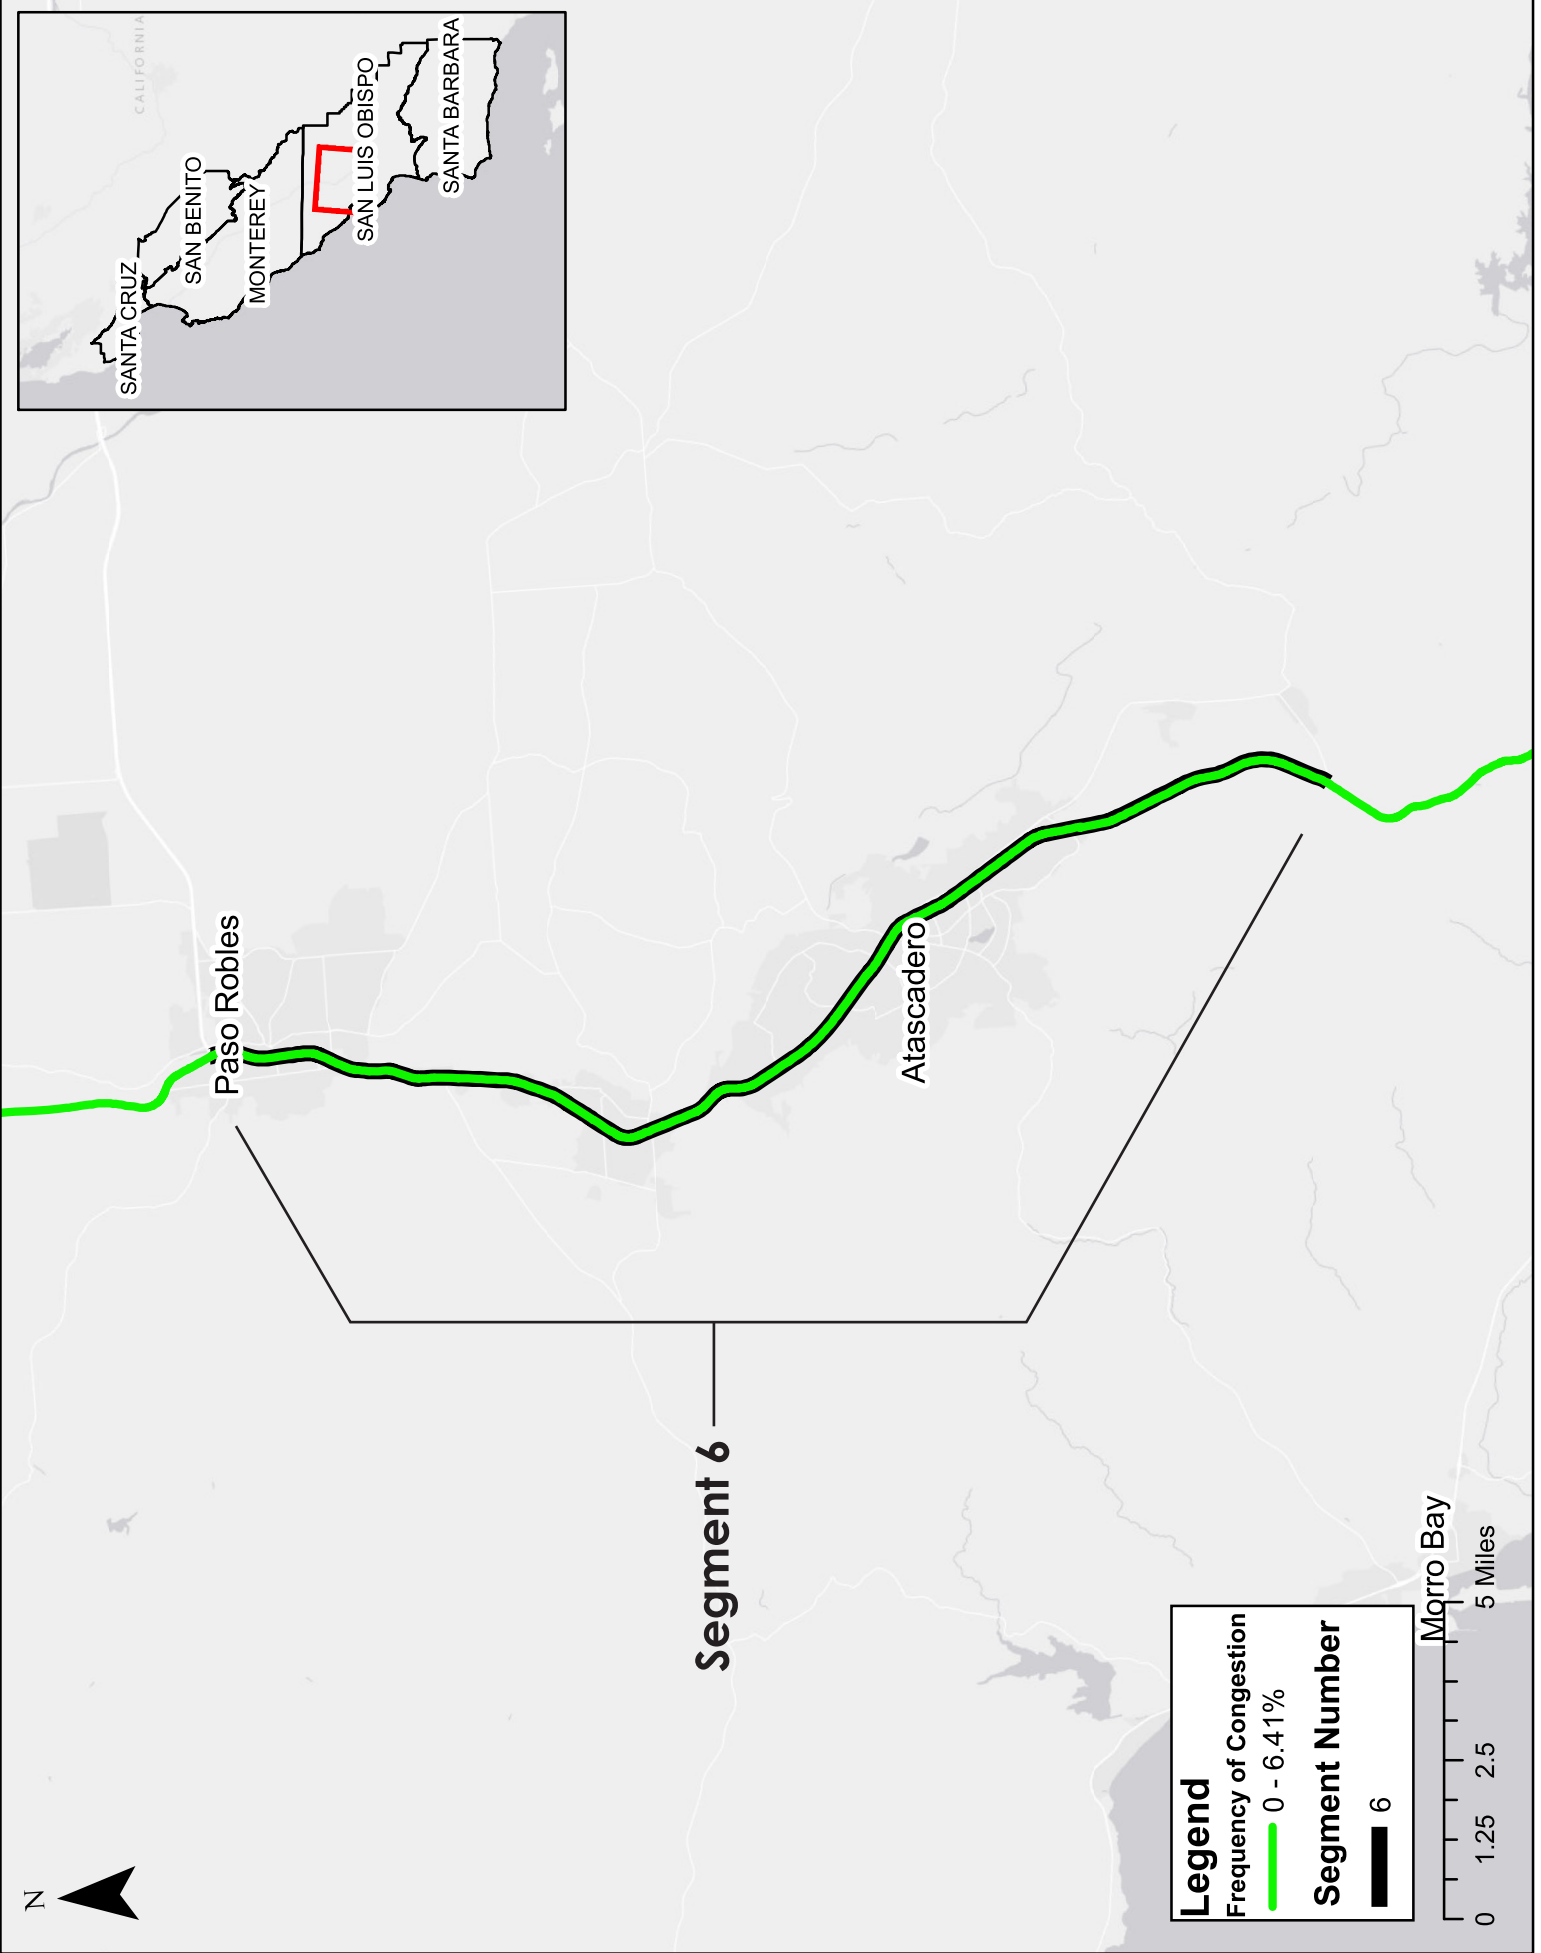 N
CALIFORNIA
SANTA CRUZ
SAN BENITO
MONTEREY
SAN LUIS OBISPO
SANTA BARBARA
Paso Robles
Segment 6
Atascadero
Morro Bay
Legend
Frequency of Congestion
0 - 6.41%
Segment Number
6
0 1.25 2.5 5 Miles